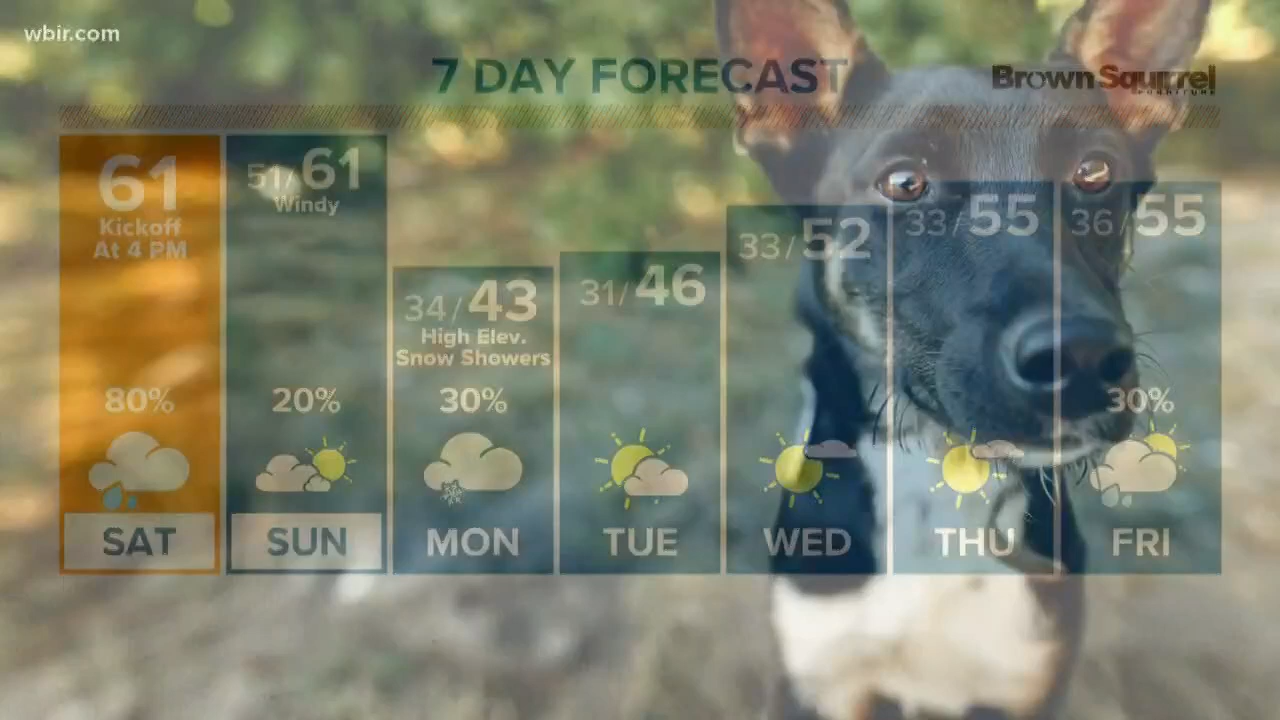 wbir.com
7 DAY FORECAST
Brown Squirrel
FURNITURE
61
Kickoff
At 4 PM
80%
SAT
51/61
Windy
20%
SUN
34/43
High Elev.
Snow Showers
30%
MON
31/46
TUE
33/52
WED
33/55
THU
36/55
30%
FRI